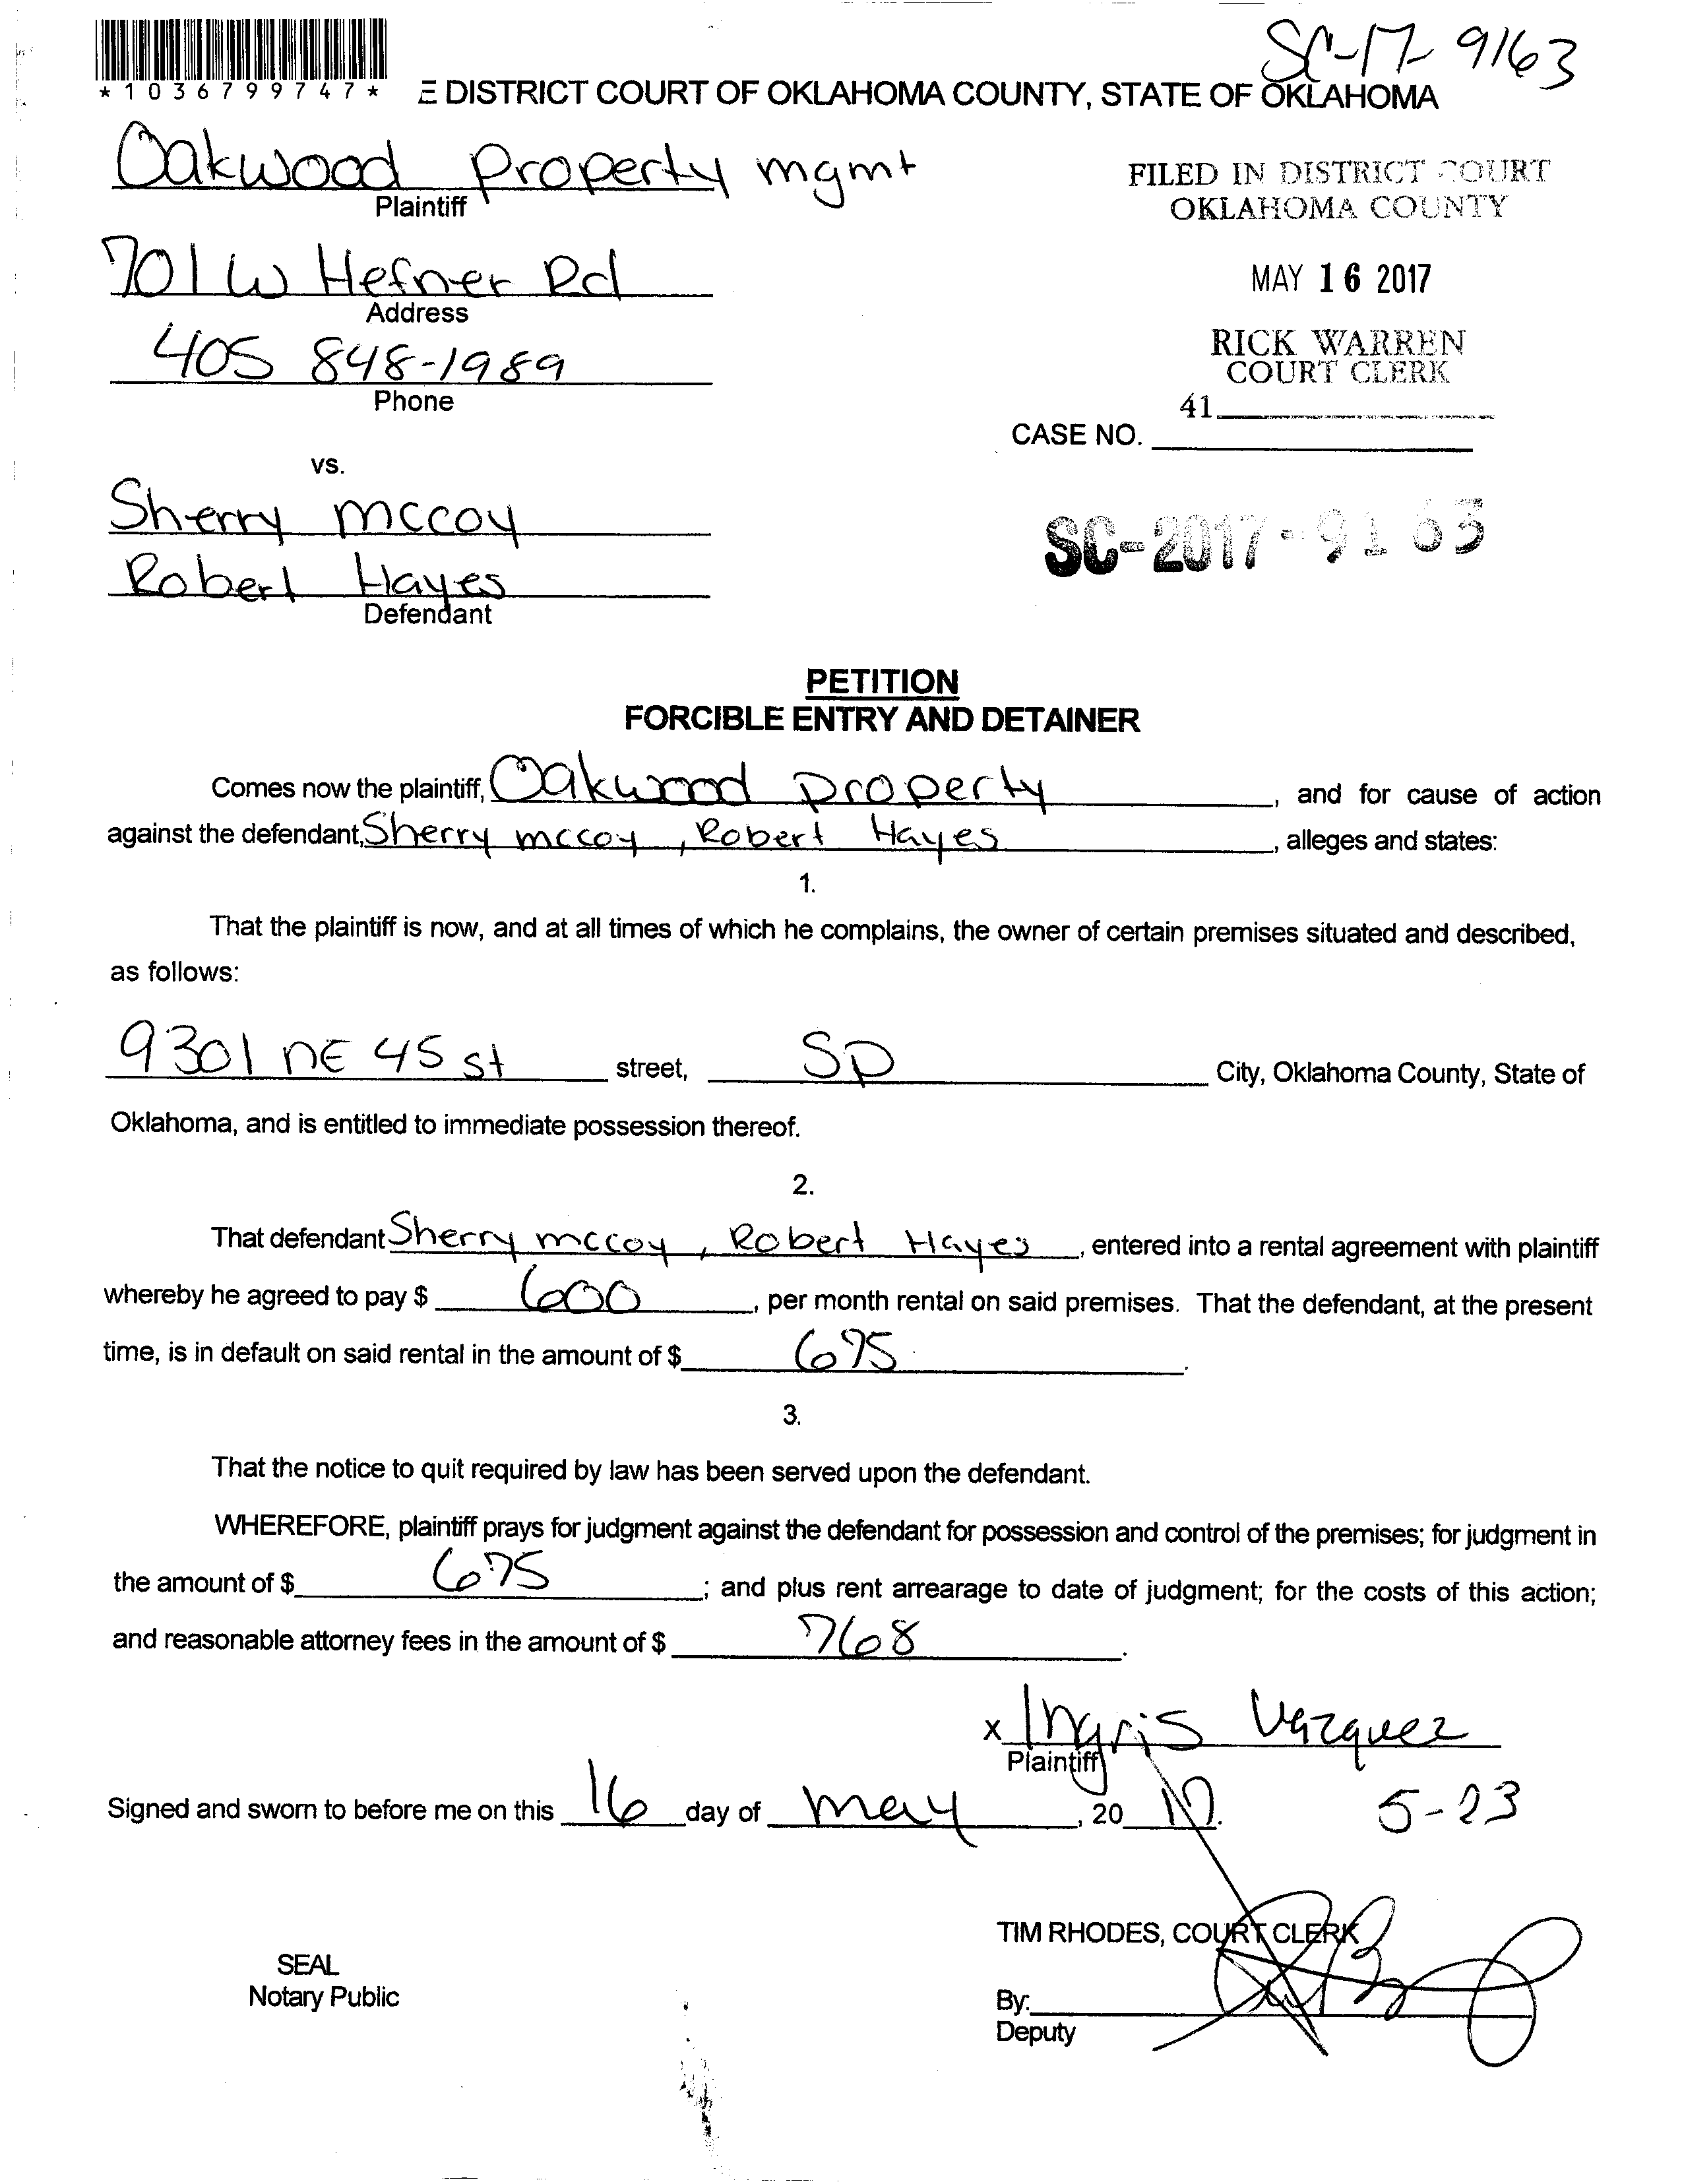 SC-17-9163
*1036799747*
E DISTRICT COURT OF OKLAHOMA COUNTY, STATE OF OKLAHOMA
Oakwood Property mgmt
Plaintiff
FILED IN DISTRICT COURT
OKLAHOMA COUNTY
701 W Hefner Rd
Address
MAY 16 2017
405 848-1989
Phone
RICK WARREN
COURT CLERK
41
CASE NO.
vs.
Sherry mccoy
SC-2017-9163
Robert Hayes
Defendant
PETITION
FORCIBLE ENTRY AND DETAINER
Comes now the plaintiff, Oakwood property, and for cause of action
against the defendant, Sherry mccoy, Robert Hayes, alleges and states:
1.
That the plaintiff is now, and at all times of which he complains, the owner of certain premises situated and described,
as follows:
9301 NE 45 st street, SP City, Oklahoma County, State of
Oklahoma, and is entitled to immediate possession thereof.
2.
That defendant Sherry mccoy, Robert Hayes, entered into a rental agreement with plaintiff
whereby he agreed to pay $ 600, per month rental on said premises. That the defendant, at the present
time, is in default on said rental in the amount of $ 675.
3.
That the notice to quit required by law has been served upon the defendant.
WHEREFORE, plaintiff prays for judgment against the defendant for possession and control of the premises; for judgment in
the amount of $ 675; and plus rent arrearage to date of judgment; for the costs of this action;
and reasonable attorney fees in the amount of $ 768.
x Ingris Vazquez
Plaintiff
Signed and sworn to before me on this 16 day of may, 20 17.
5-23
TIM RHODES, COURT CLERK
SEAL
Notary Public
By:
Deputy